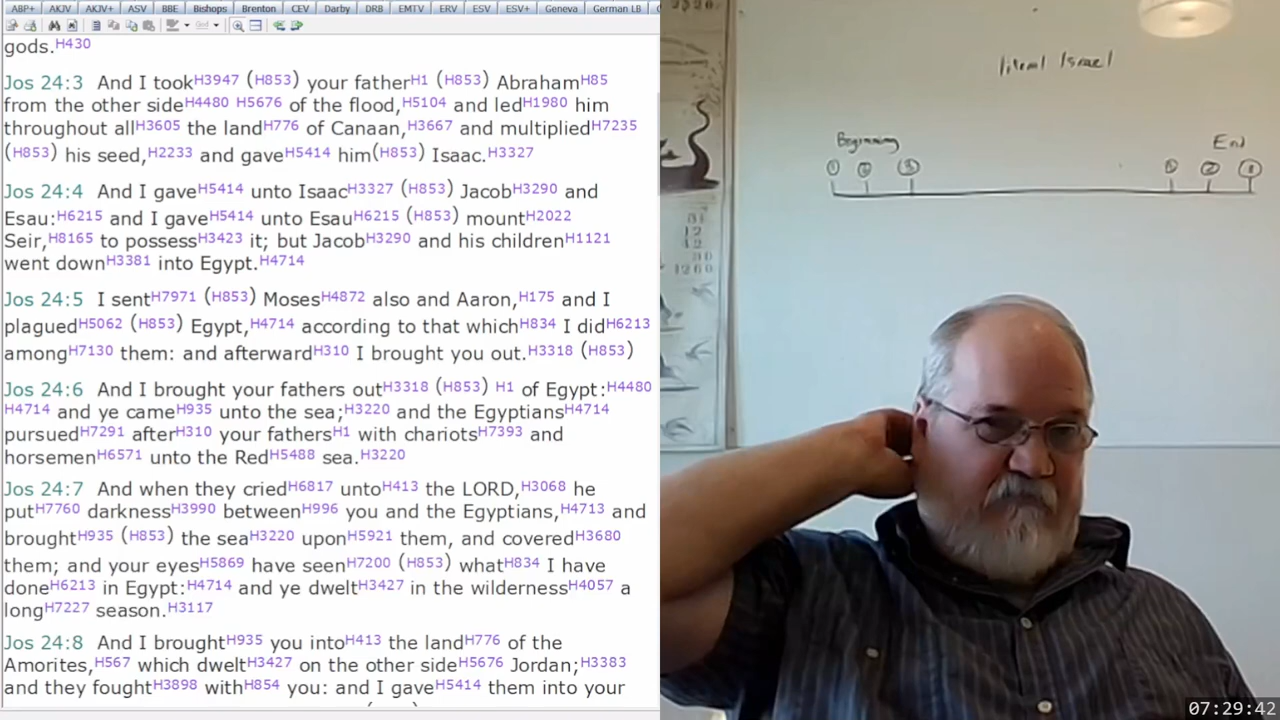 ABP+ AKJV AKJV+ ASV BBE Bishops Brenton CEV Darby DRB EMTV ERV ESV ESV+ Geneva German LB
gods.H430
Jos 24:3 And I tookH3947 (H853) your fatherH1 (H853) AbrahamH85
from the other sideH4480 H5676 of the flood,H5104 and ledH1980 him
throughout allH3605 the landH776 of Canaan,H3667 and multipliedH7235
(H853) his seed,H2233 and gaveH5414 him(H853) Isaac.H3327
Jos 24:4 And I gaveH5414 unto IsaacH3327 (H853) JacobH3290 and
Esau:H6215 and I gaveH5414 unto EsauH6215 (H853) mountH2022
Seir,H8165 to possessH3423 it; but JacobH3290 and his childrenH1121
went downH3381 into Egypt.H4714
Jos 24:5 I sentH7971 (H853) MosesH4872 also and Aaron,H175 and I
plaguedH5062 (H853) Egypt,H4714 according to that whichH834 I didH6213
amongH7130 them: and afterwardH310 I brought you out.H3318 (H853)
Jos 24:6 And I brought your fathers outH3318 (H853) H1 of Egypt:H4480
H4714 and ye cameH935 unto the sea;H3220 and the EgyptiansH4714
pursuedH7291 afterH310 your fathersH1 with chariotsH7393 and
horsemenH6571 unto the RedH5488 sea.H3220
Jos 24:7 And when they criedH6817 untoH413 the LORD,H3068 he
putH7760 darknessH3990 betweenH996 you and the Egyptians,H4713 and
broughtH935 (H853) the seaH3220 uponH5921 them, and coveredH3680
them; and your eyesH5869 have seenH7200 (H853) whatH834 I have
doneH6213 in Egypt:H4714 and ye dweltH3427 in the wildernessH4057 a
longH7227 season.H3117
Jos 24:8 And I broughtH935 you intoH413 the landH776 of the
Amorites,H567 which dweltH3427 on the other sideH5676 Jordan;H3383
and they foughtH3898 withH854 you: and I gaveH5414 them into your
literal Israel
Beginning End
1 2 3 1 2 3
12
12
30
1260
07:29:42